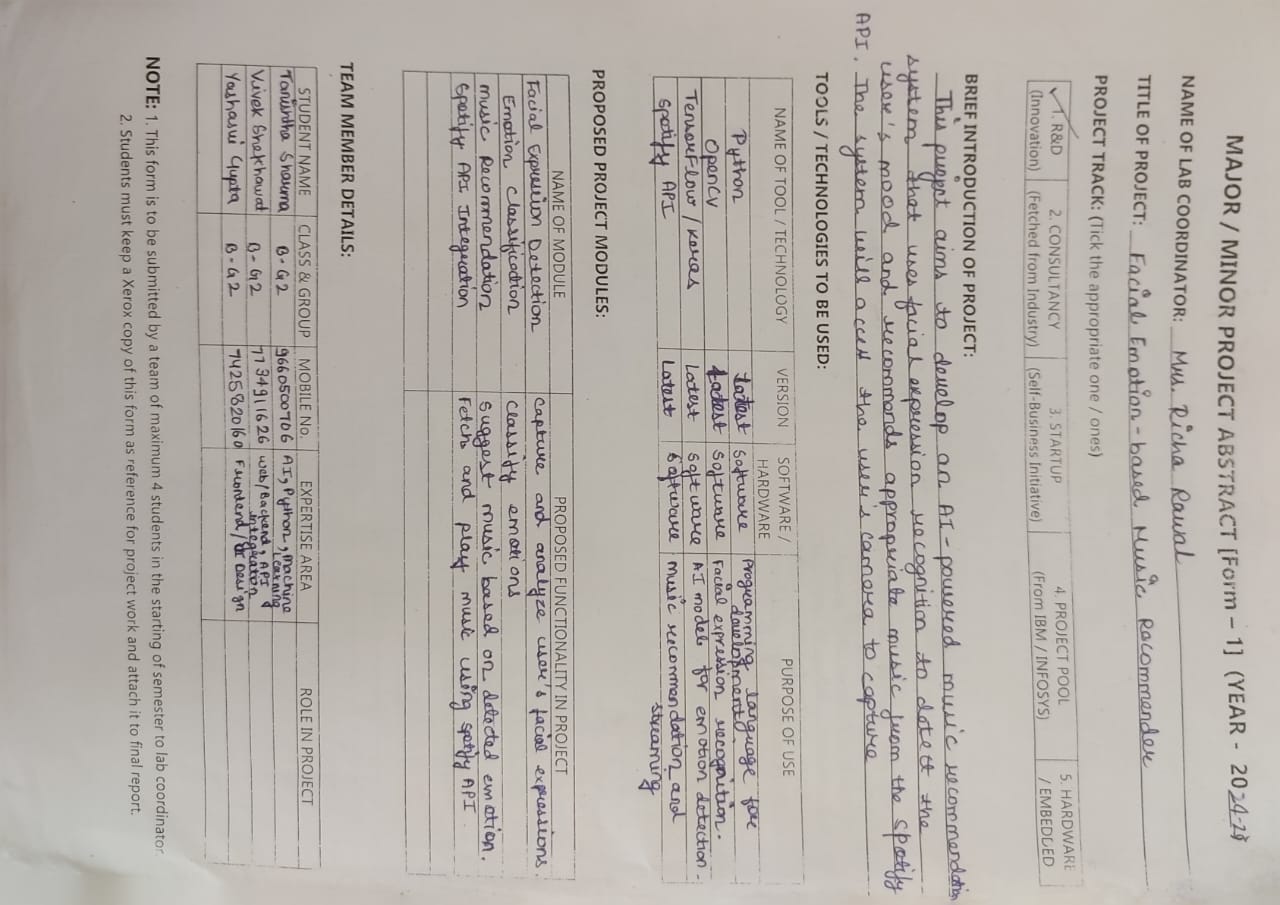 MAJOR / MINOR PROJECT ABSTRACT [Form – 1] (YEAR - 2024-25
NAME OF LAB COORDINATOR: Mrs. Richa Rawal
TITLE OF PROJECT: Facial Emotion-based Music Recommender
PROJECT TRACK: (Tick the appropriate one / ones)
✓1. R&D 2. CONSULTANCY 3. STARTUP 4. PROJECT POOL 5. HARDWARE
(Innovation) (Fetched from Industry) (Self-Business Initiative) (From IBM / INFOSYS) / EMBEDDED
BRIEF INTRODUCTION OF PROJECT:
This project aims to develop an AI-powered music recommendation
system that uses facial expression recognition to detett the
user's mood and recommends appropriate music from the spotify
API. The system will access the user's camera to capture
TOOLS / TECHNOLOGIES TO BE USED:
NAME OF TOOL / TECHNOLOGY VERSION SOFTWARE / HARDWARE PURPOSE OF USE
Python Latest Software Programming language for development.
OpenCV Latest Software Facial expression recognition.
TensorFlow / Keras Latest Software AI model for emotion detection.
Spotify API Latest Software music recommendation and streaming
PROPOSED PROJECT MODULES:
NAME OF MODULE PROPOSED FUNCTIONALITY IN PROJECT
Facial Expression Detection Capture and analyze user's facial expressions.
Emotion Classification Classify emotions
music Recommendation Suggest music based on detected emotion.
Spotify API Integration Fetch and play music using spotify API.
TEAM MEMBER DETAILS:
STUDENT NAME CLASS & GROUP MOBILE No. EXPERTISE AREA ROLE IN PROJECT
Tanishtha Sharma B-G2 9660500706 AI, Python, Machine Learning
Vivek Shekhawat B-G2 7734911626 web/Backend, API Integration
Yashasvi Gupta B-G2 7425820160 Frontend/ Design
NOTE: 1. This form is to be submitted by a team of maximum 4 students in the starting of semester to lab coordinator.
2. Students must keep a Xerox copy of this form as reference for project work and attach it to final report.